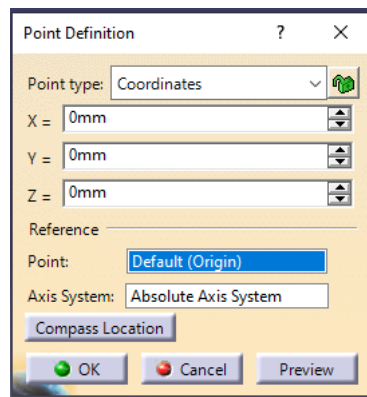 Point Definition ? X
Point type: Coordinates
X = 0mm
Y = 0mm
Z = 0mm
Reference
Point: Default (Origin)
Axis System: Absolute Axis System
Compass Location
OK Cancel Preview